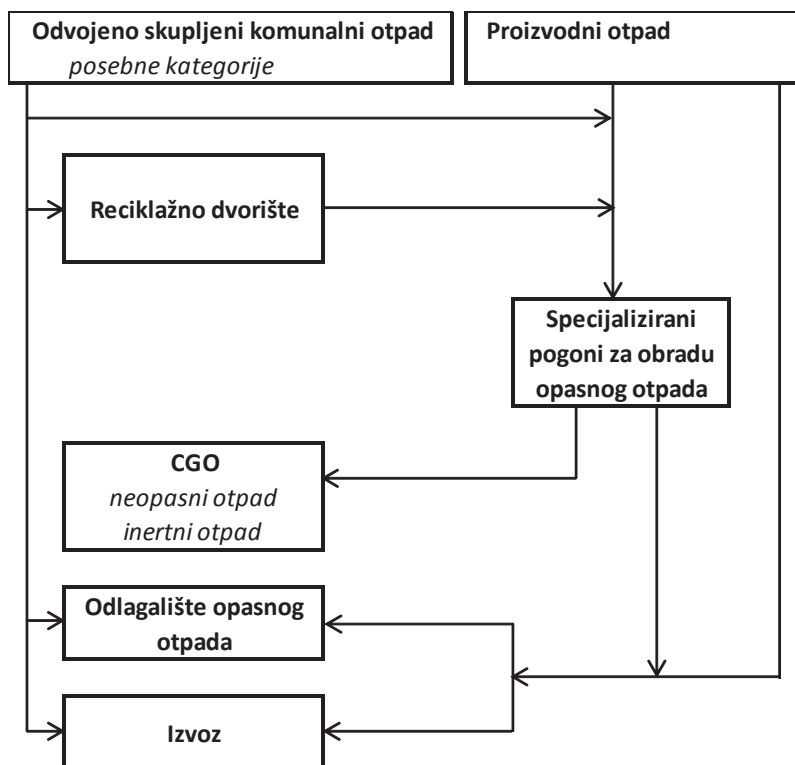 Odvojeno skupljeni komunalni otpad
posebne kategorije
Proizvodni otpad
Reciklažno dvorište
Specijalizirani
pogoni za obradu
opasnog otpada
CGO
neopasni otpad
inertni otpad
Odlagalište opasnog
otpada
Izvoz